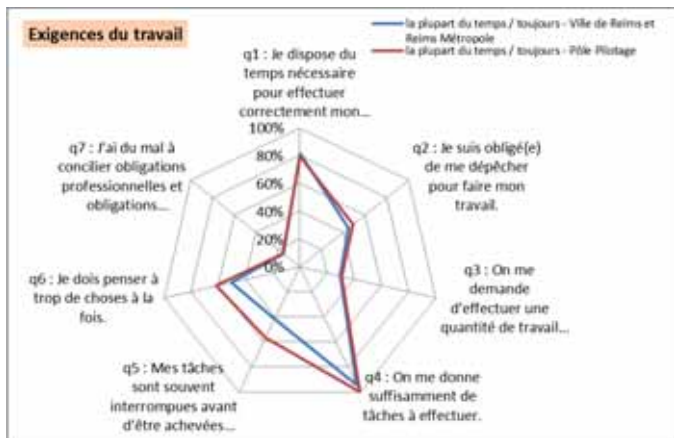 Exigences du travail
la plupart du temps / toujours - Ville de Reims et
Reims Métropole
la plupart du temps / toujours - Pôle Pilotage
q1 : Je dispose du
temps nécessaire
pour effectuer
correctement mon...
q2 : Je suis obligé(e)
de me dépêcher
pour faire mon
travail.
q3 : On me
demande
d'effectuer une
quantité de travail...
q4 : On me donne
suffisamment de
tâches à effectuer.
q5 : Mes tâches
sont souvent
interrompues avant
d'être achevées...
q6 : Je dois penser à
trop de choses à la
fois.
q7 : J'ai du mal à
concilier obligations
professionnelles et
obligations...
100%
80%
60%
40%
20%
0%